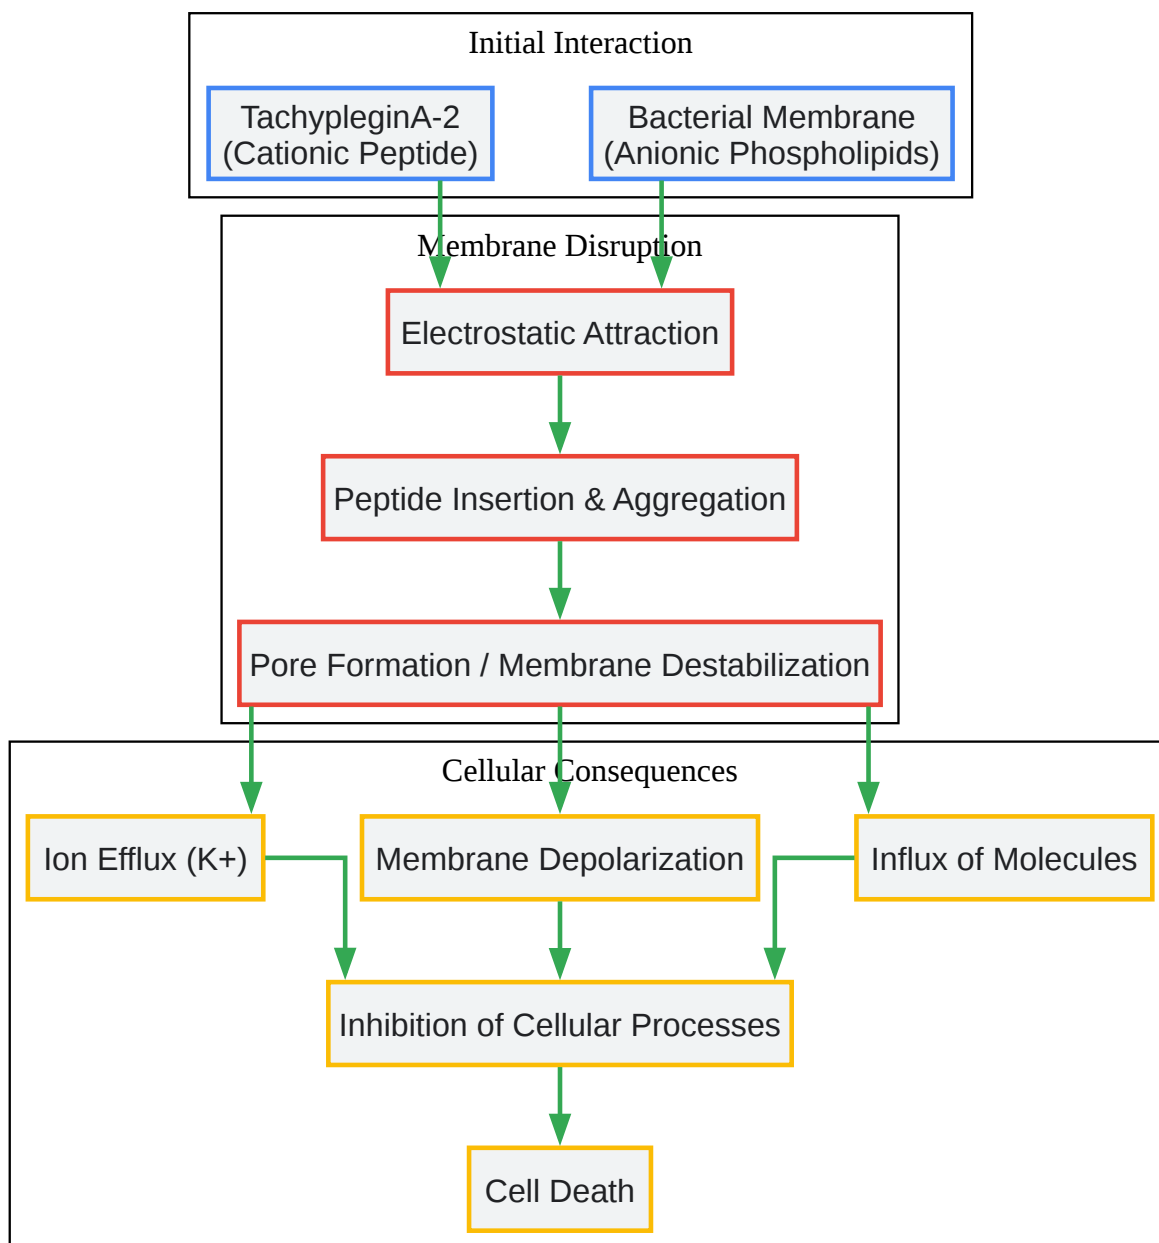 Initial Interaction
TachypleginA-2
(Cationic Peptide)
Bacterial Membrane
(Anionic Phospholipids)
Membrane Disruption
Electrostatic Attraction
Peptide Insertion & Aggregation
Pore Formation / Membrane Destabilization
Cellular Consequences
Ion Efflux (K+)
Membrane Depolarization
Influx of Molecules
Inhibition of Cellular Processes
Cell Death